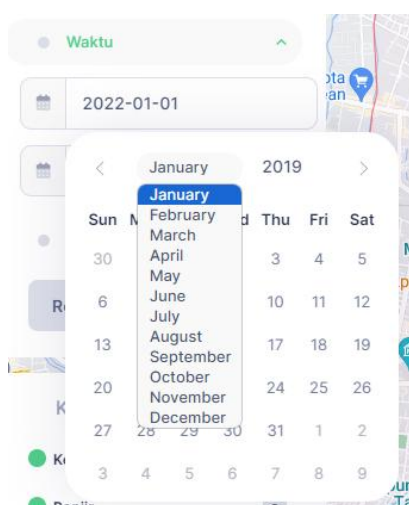 Waktu
2022-01-01
January 2019
January
February
March
April
May
June
July
August
September
October
November
December
Sun Thu Fri Sat
30 3 4 5
6 10 11 12
13 17 18 19
20 24 25 26
27 28 29 30 31 1 2
3 4 5 6 7 8 9